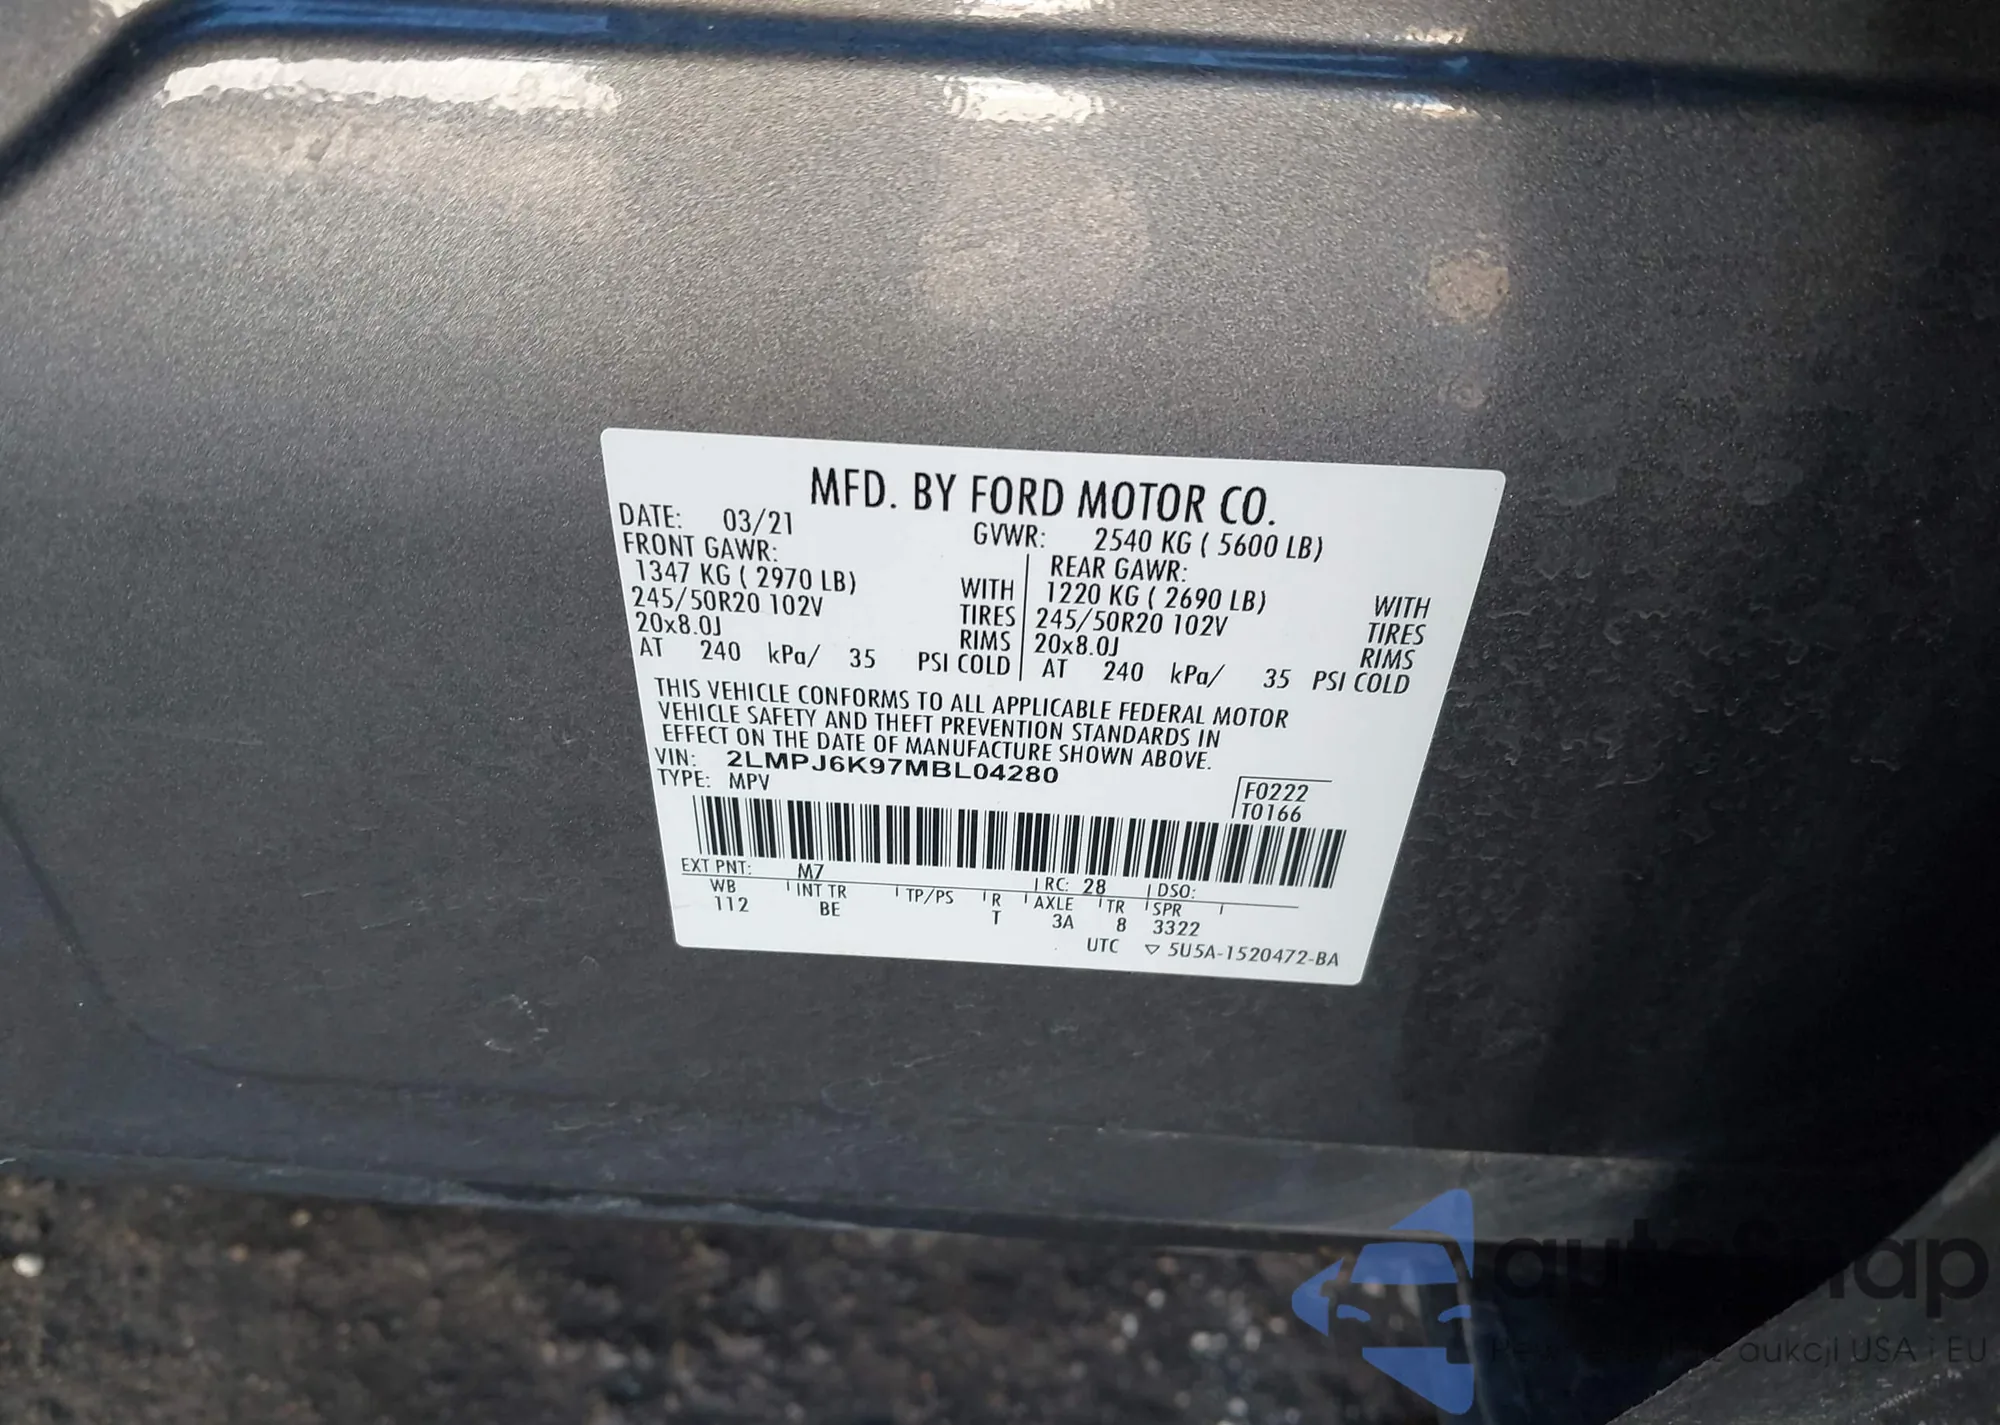 MFD. BY FORD MOTOR CO.
DATE: 03/21 GVWR: 2540 KG ( 5600 LB)
FRONT GAWR: REAR GAWR:
1347 KG ( 2970 LB) WITH 1220 KG ( 2690 LB) WITH
245/50R20 102V TIRES 245/50R20 102V TIRES
20x8.0J RIMS 20x8.0J RIMS
AT 240 kPa/ 35 PSI COLD AT 240 kPa/ 35 PSI COLD
THIS VEHICLE CONFORMS TO ALL APPLICABLE FEDERAL MOTOR
VEHICLE SAFETY AND THEFT PREVENTION STANDARDS IN
EFFECT ON THE DATE OF MANUFACTURE SHOWN ABOVE.
VIN: 2LMPJ6K97MBL04280
TYPE: MPV F0222
T0166
EXT PNT: M7 RC: 28 DSO:
WB INT TR TP/PS R AXLE TR SPR
112 BE T 3A 8 3322
UTC ▽ 5U5A-1520472-BA
autosnap
aukcji USA i EU